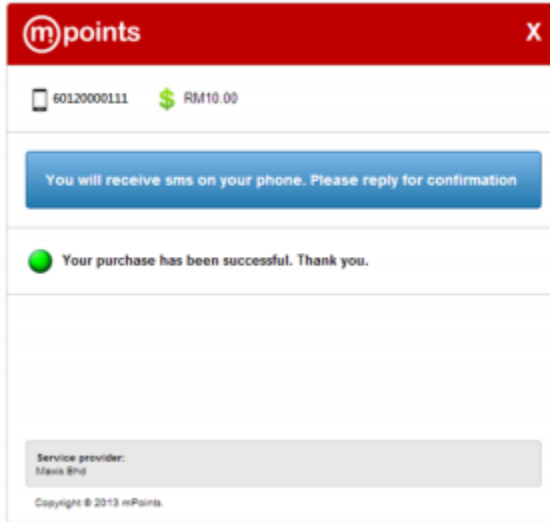 m! points X
60120000111 $ RM10.00
You will receive sms on your phone. Please reply for confirmation
Your purchase has been successful. Thank you.
Service provider:
Maxis Bhd
Copyright © 2013 mPoints.